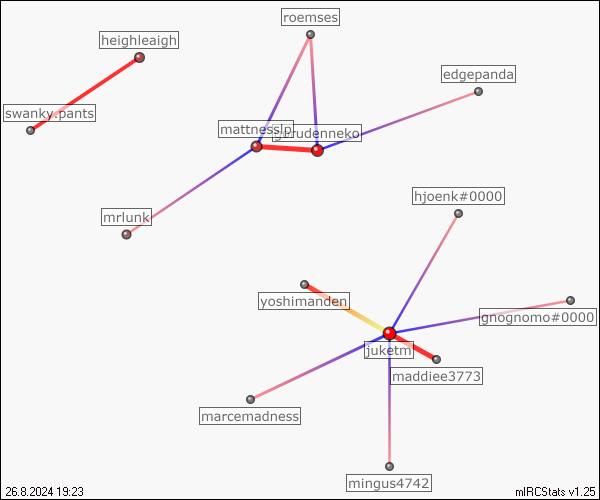 roemses
heighleaigh
edgepanda
swanky.pants
mattnesslp
hjoenk#0000
mrlunk
yoshimanden
gnognomo#0000
juketm
maddiee3773
marcemadness
mingus4742
26.8.2024 19:23
mIRCStats v1.25